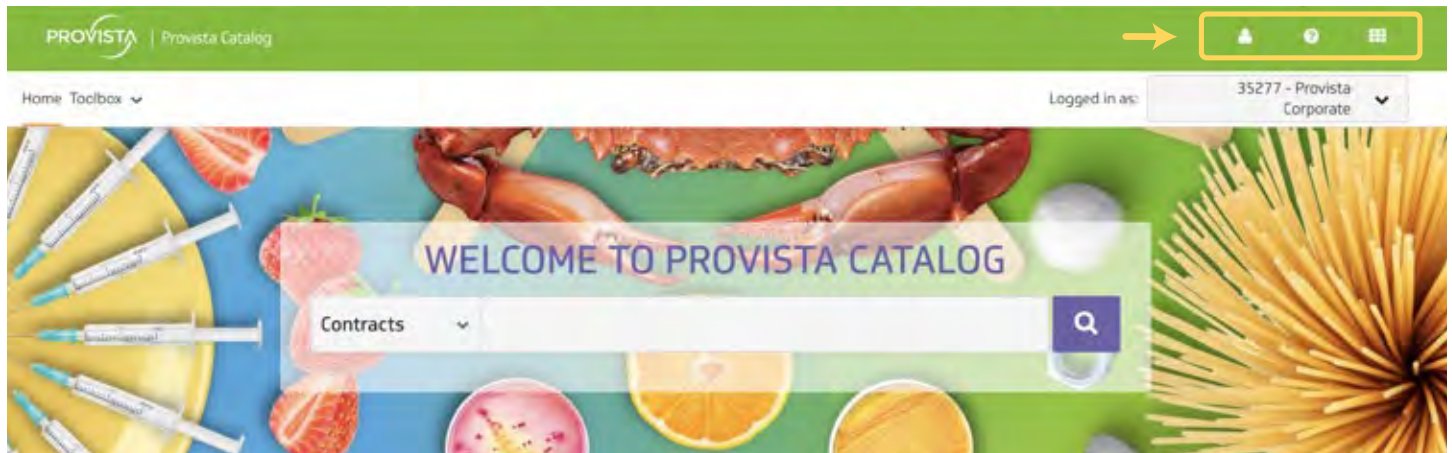 PROVISTA | Provista Catalog
Home Toolbox
Logged in as:
35277 - Provista
Corporate
WELCOME TO PROVISTA CATALOG
Contracts